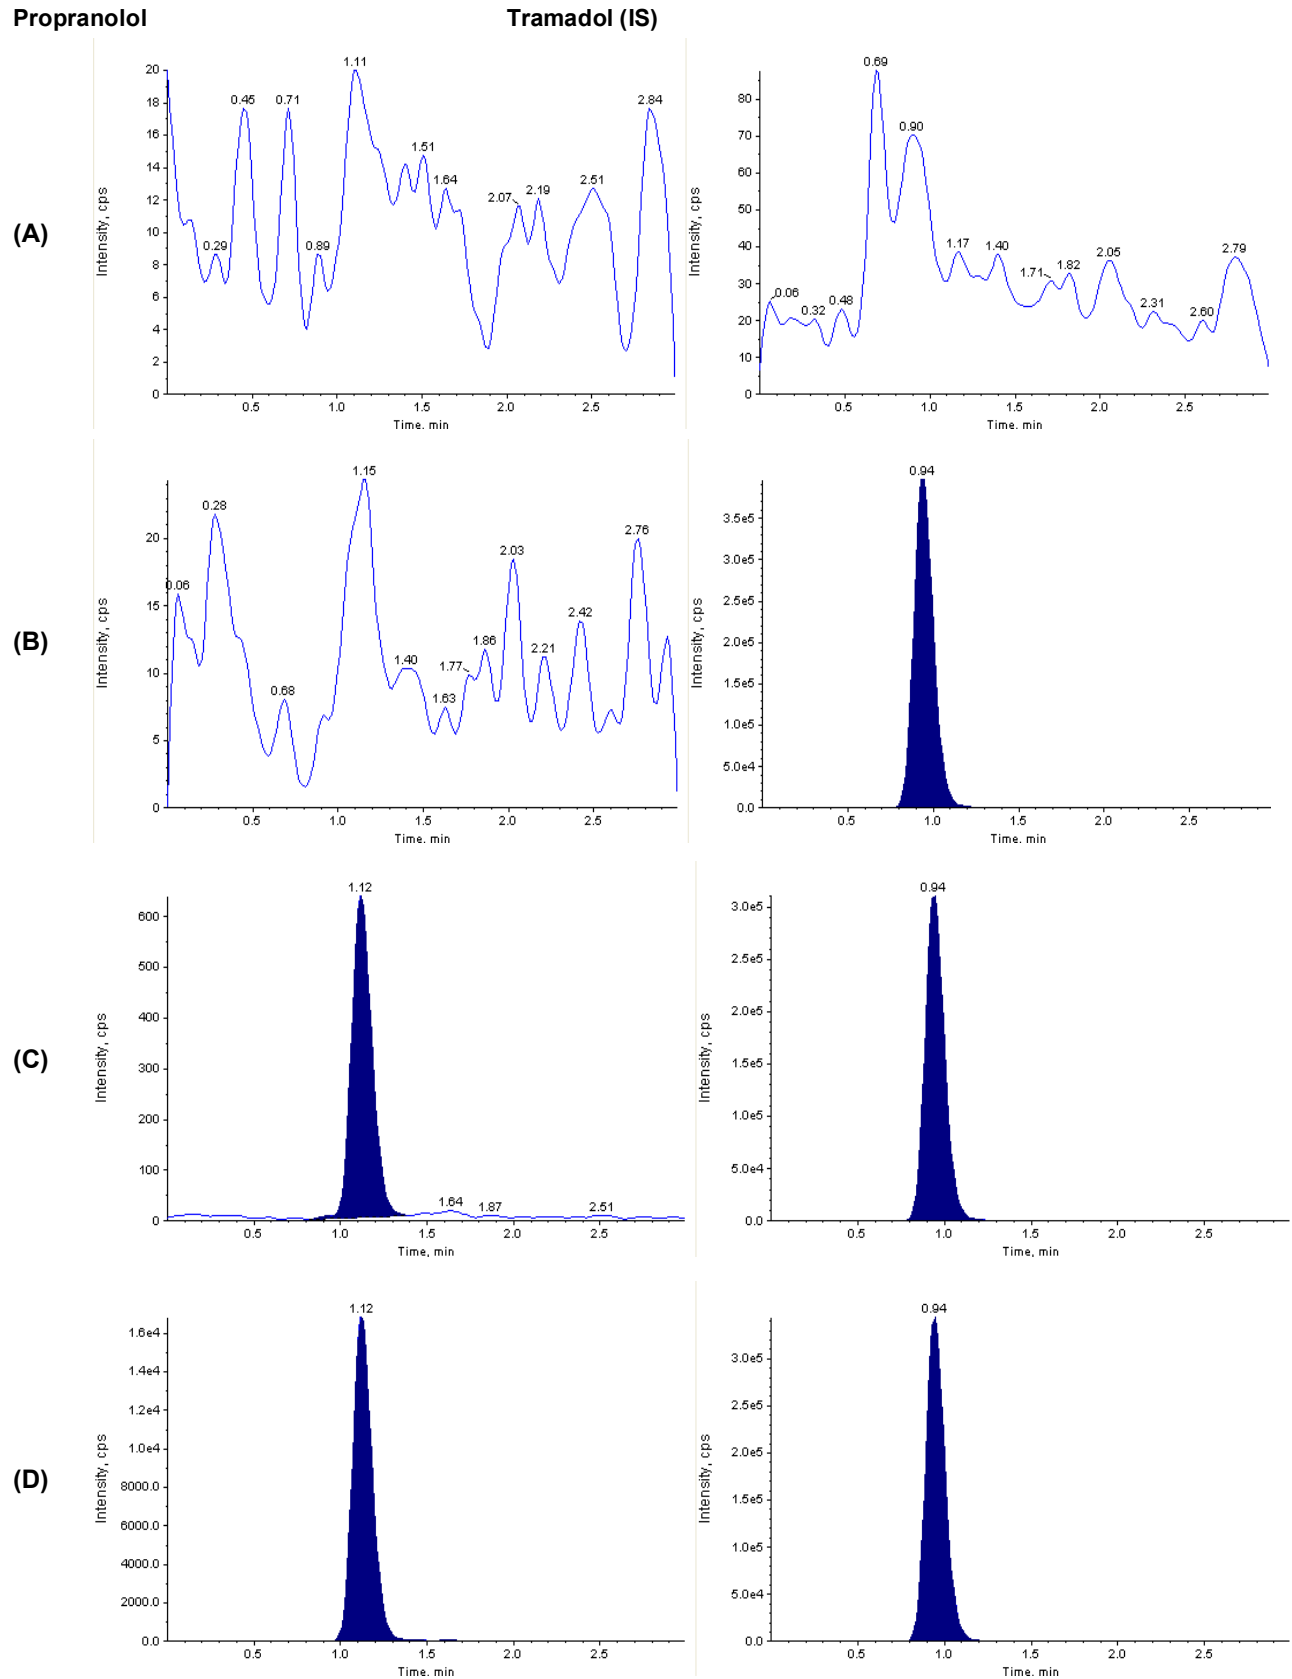 Propranolol Tramadol (IS)
(A)
Intensity, cps
20
18
16
14
12
10
8
6
4
2
0
0.29
0.45
0.71
0.89
1.11
1.51
1.64
2.07
2.19
2.51
2.84
0.5 1.0 1.5 2.0 2.5
Time, min
Intensity, cps
80
70
60
50
40
30
20
10
0
0.06
0.32
0.48
0.69
0.90
1.17
1.40
1.71
1.82
2.05
2.31
2.60
2.79
0.5 1.0 1.5 2.0 2.5
Time, min
(B)
Intensity, cps
20
15
10
5
0
0.06
0.28
0.68
1.15
1.40
1.63
1.77
1.86
2.03
2.21
2.42
2.76
0.5 1.0 1.5 2.0 2.5
Time, min
Intensity, cps
3.5e5
3.0e5
2.5e5
2.0e5
1.5e5
1.0e5
5.0e4
0.0
0.94
0.5 1.0 1.5 2.0 2.5
Time, min
(C)
Intensity, cps
600
500
400
300
200
100
0
1.12
1.64
1.87
2.51
0.5 1.0 1.5 2.0 2.5
Time, min
Intensity, cps
3.0e5
2.5e5
2.0e5
1.5e5
1.0e5
5.0e4
0.0
0.94
0.5 1.0 1.5 2.0 2.5
Time, min
(D)
Intensity, cps
1.6e4
1.4e4
1.2e4
1.0e4
8000.0
6000.0
4000.0
2000.0
0.0
1.12
0.5 1.0 1.5 2.0 2.5
Time, min
Intensity, cps
3.0e5
2.5e5
2.0e5
1.5e5
1.0e5
5.0e4
0.0
0.94
0.5 1.0 1.5 2.0 2.5
Time, min